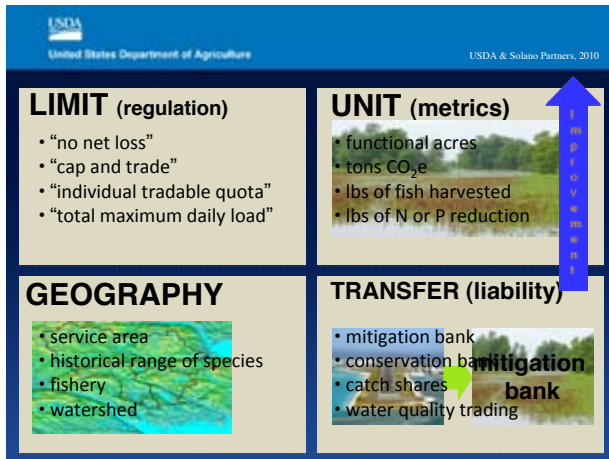 USDA
United States Department of Agriculture
USDA & Solano Partners, 2010
LIMIT (regulation)
• “no net loss”
• “cap and trade”
• “individual tradable quota”
• “total maximum daily load”
UNIT (metrics)
• functional acres
• tons CO₂e
• lbs of fish harvested
• lbs of N or P reduction
Improvement
GEOGRAPHY
• service area
• historical range of species
• fishery
• watershed
TRANSFER (liability)
• mitigation bank
• conservation bank
• catch shares
• water quality trading
mitigation
bank